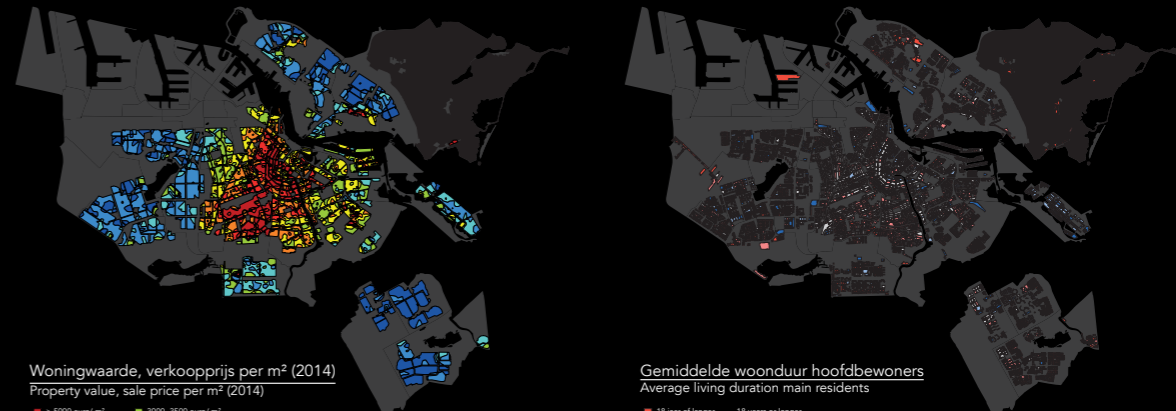 Woningwaarde, verkoopprijs per m² (2014)
Property value, sale price per m² (2014)
Gemiddelde woonduur hoofdbewoners
Average living duration main residents